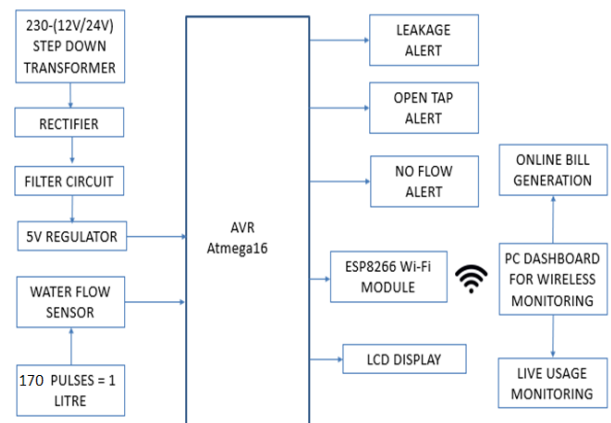 230-(12V/24V)
STEP DOWN
TRANSFORMER
RECTIFIER
FILTER CIRCUIT
5V REGULATOR
WATER FLOW
SENSOR
170 PULSES = 1
LITRE
AVR
Atmega16
LEAKAGE
ALERT
OPEN TAP
ALERT
NO FLOW
ALERT
ESP8266 Wi-Fi
MODULE
LCD DISPLAY
ONLINE BILL
GENERATION
PC DASHBOARD
FOR WIRELESS
MONITORING
LIVE USAGE
MONITORING